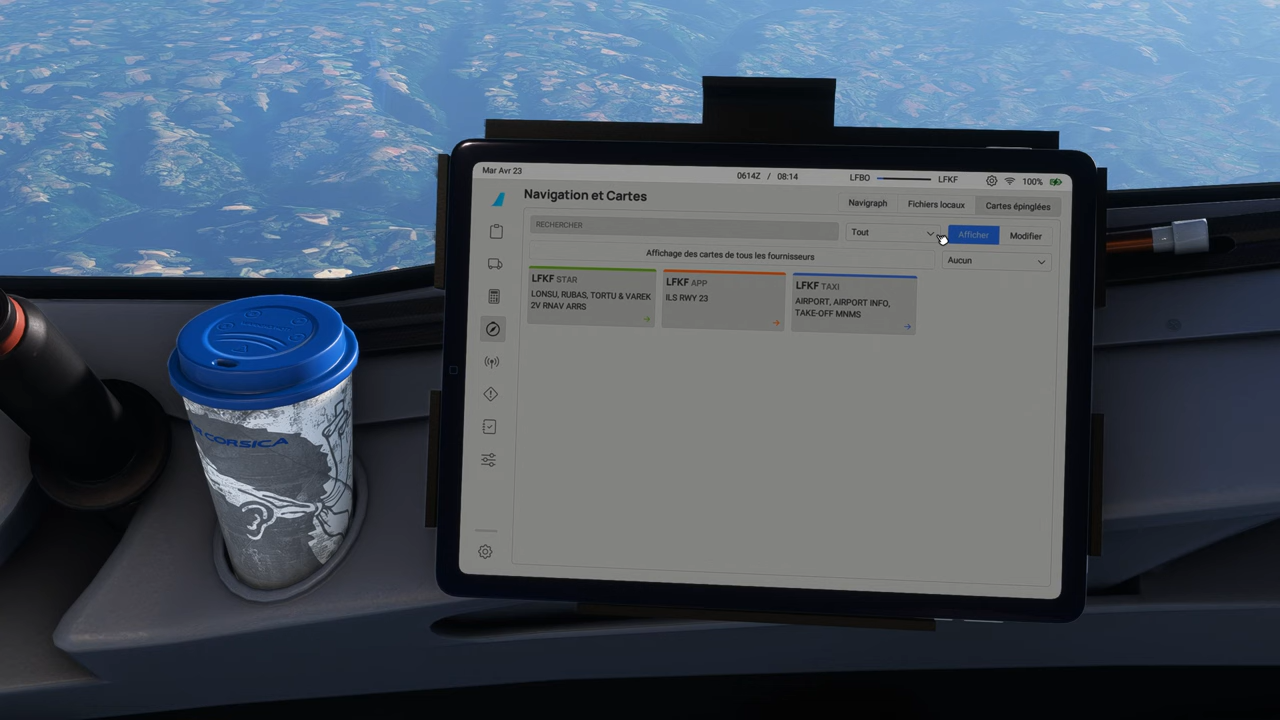 Mar Avr 23
0614Z / 08:14
LFBO
LFKF
100%
Navigation et Cartes
Navigraph
Fichiers locaux
Cartes épinglées
RECHERCHER
Tout
Afficher
Modifier
Affichage des cartes de tous les fournisseurs
Aucun
LFKF STAR
LONSU, RUBAS, TORTU & VAREK
2V RNAV ARRS
LFKF APP
ILS RWY 23
LFKF TAXI
AIRPORT, AIRPORT INFO,
TAKE-OFF MNMS
CORSICA